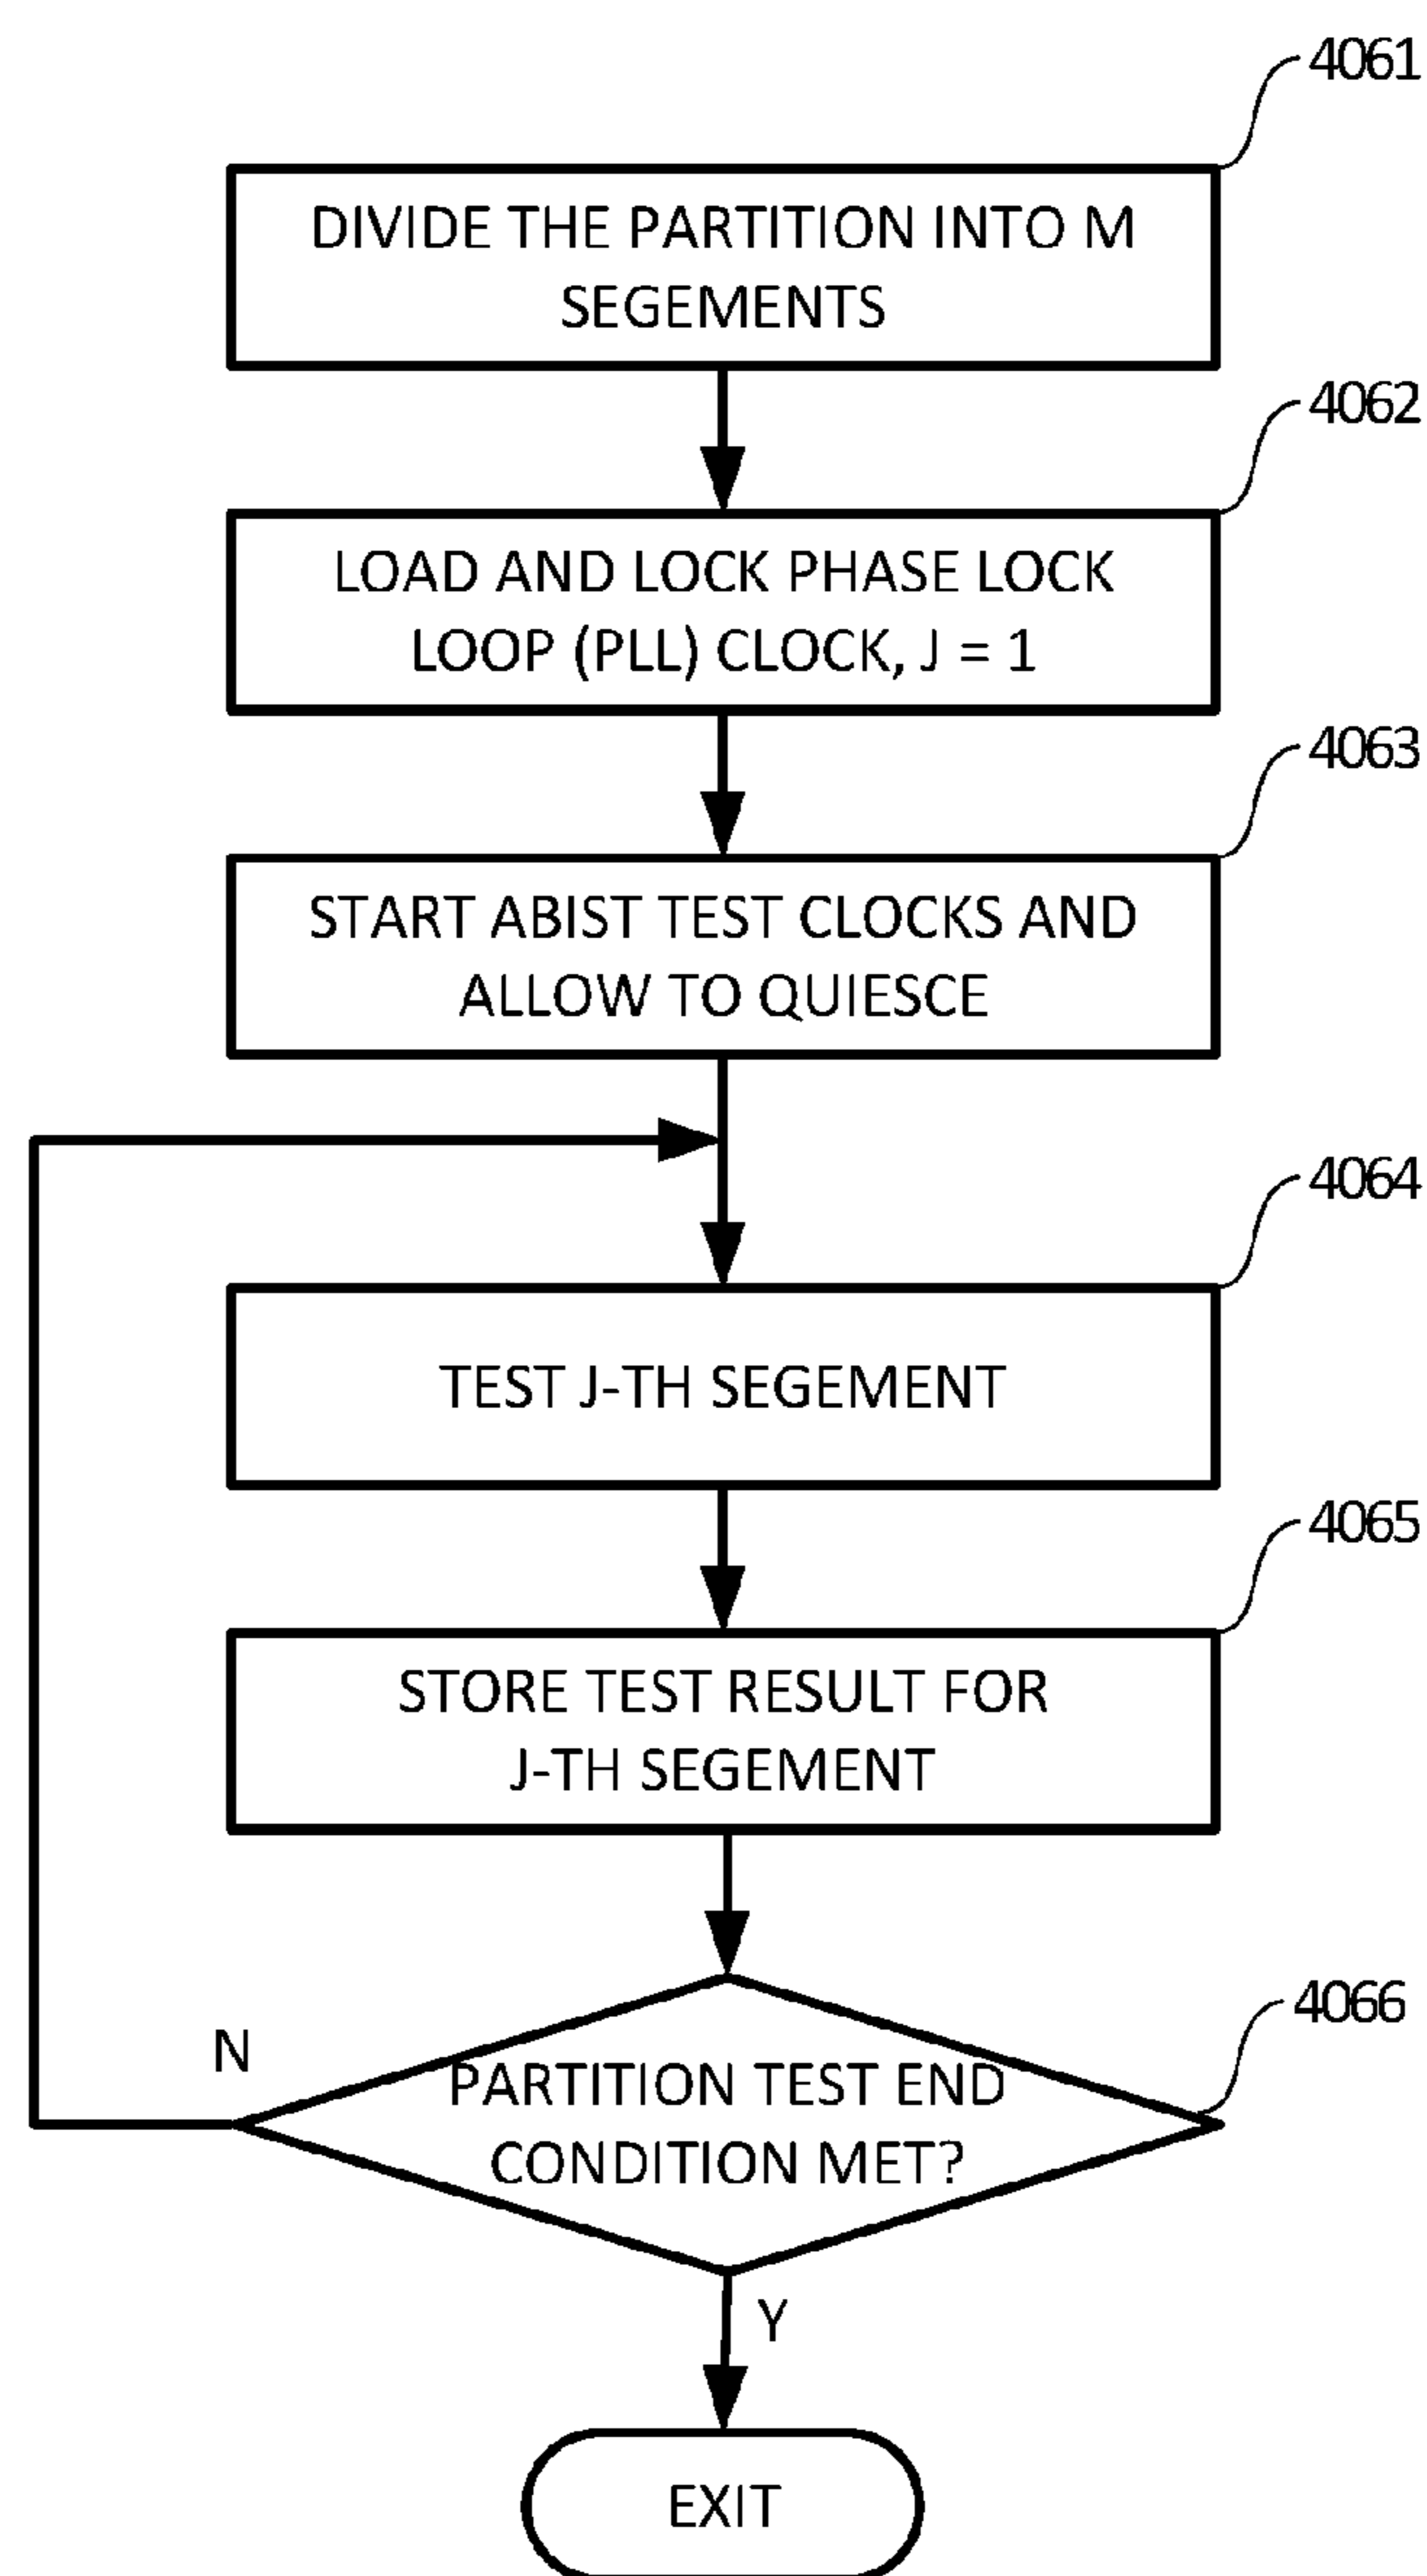 4061
DIVIDE THE PARTITION INTO M
SEGEMENTS
4062
LOAD AND LOCK PHASE LOCK
LOOP (PLL) CLOCK, J = 1
4063
START ABIST TEST CLOCKS AND
ALLOW TO QUIESCE
4064
TEST J-TH SEGEMENT
4065
STORE TEST RESULT FOR
J-TH SEGEMENT
4066
N
PARTITION TEST END
CONDITION MET?
Y
EXIT